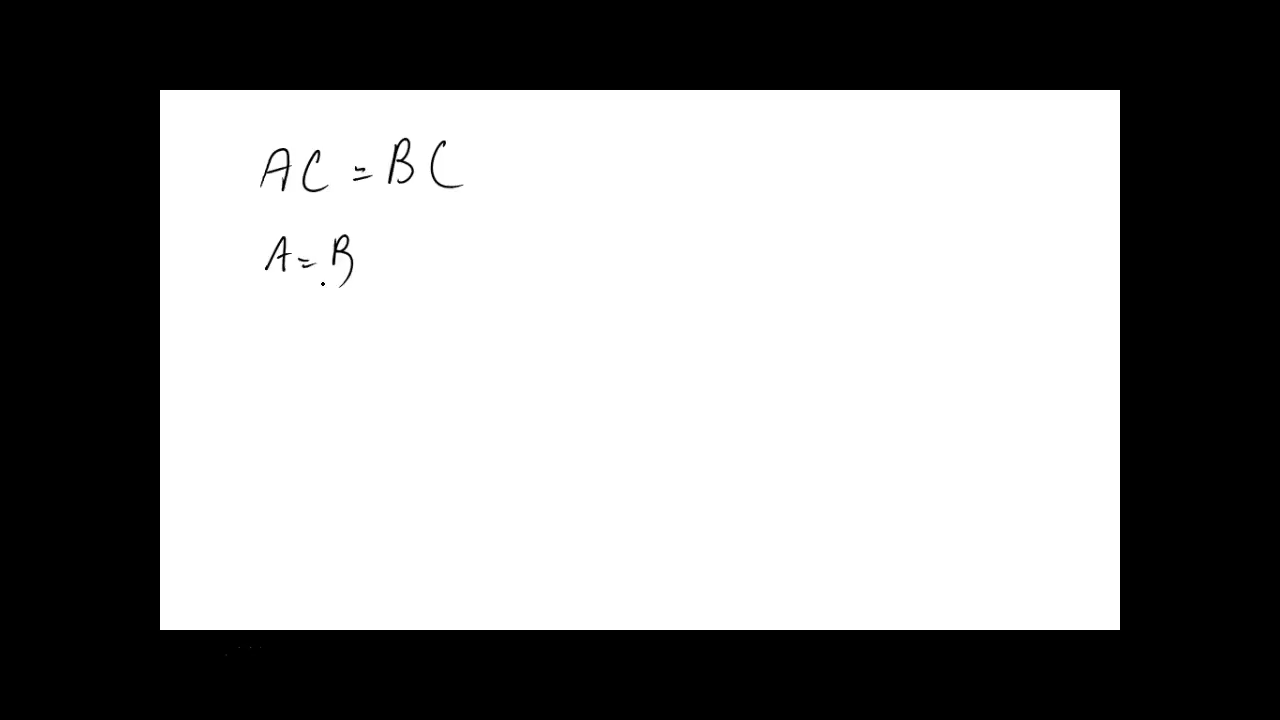 AC = BC
A = B